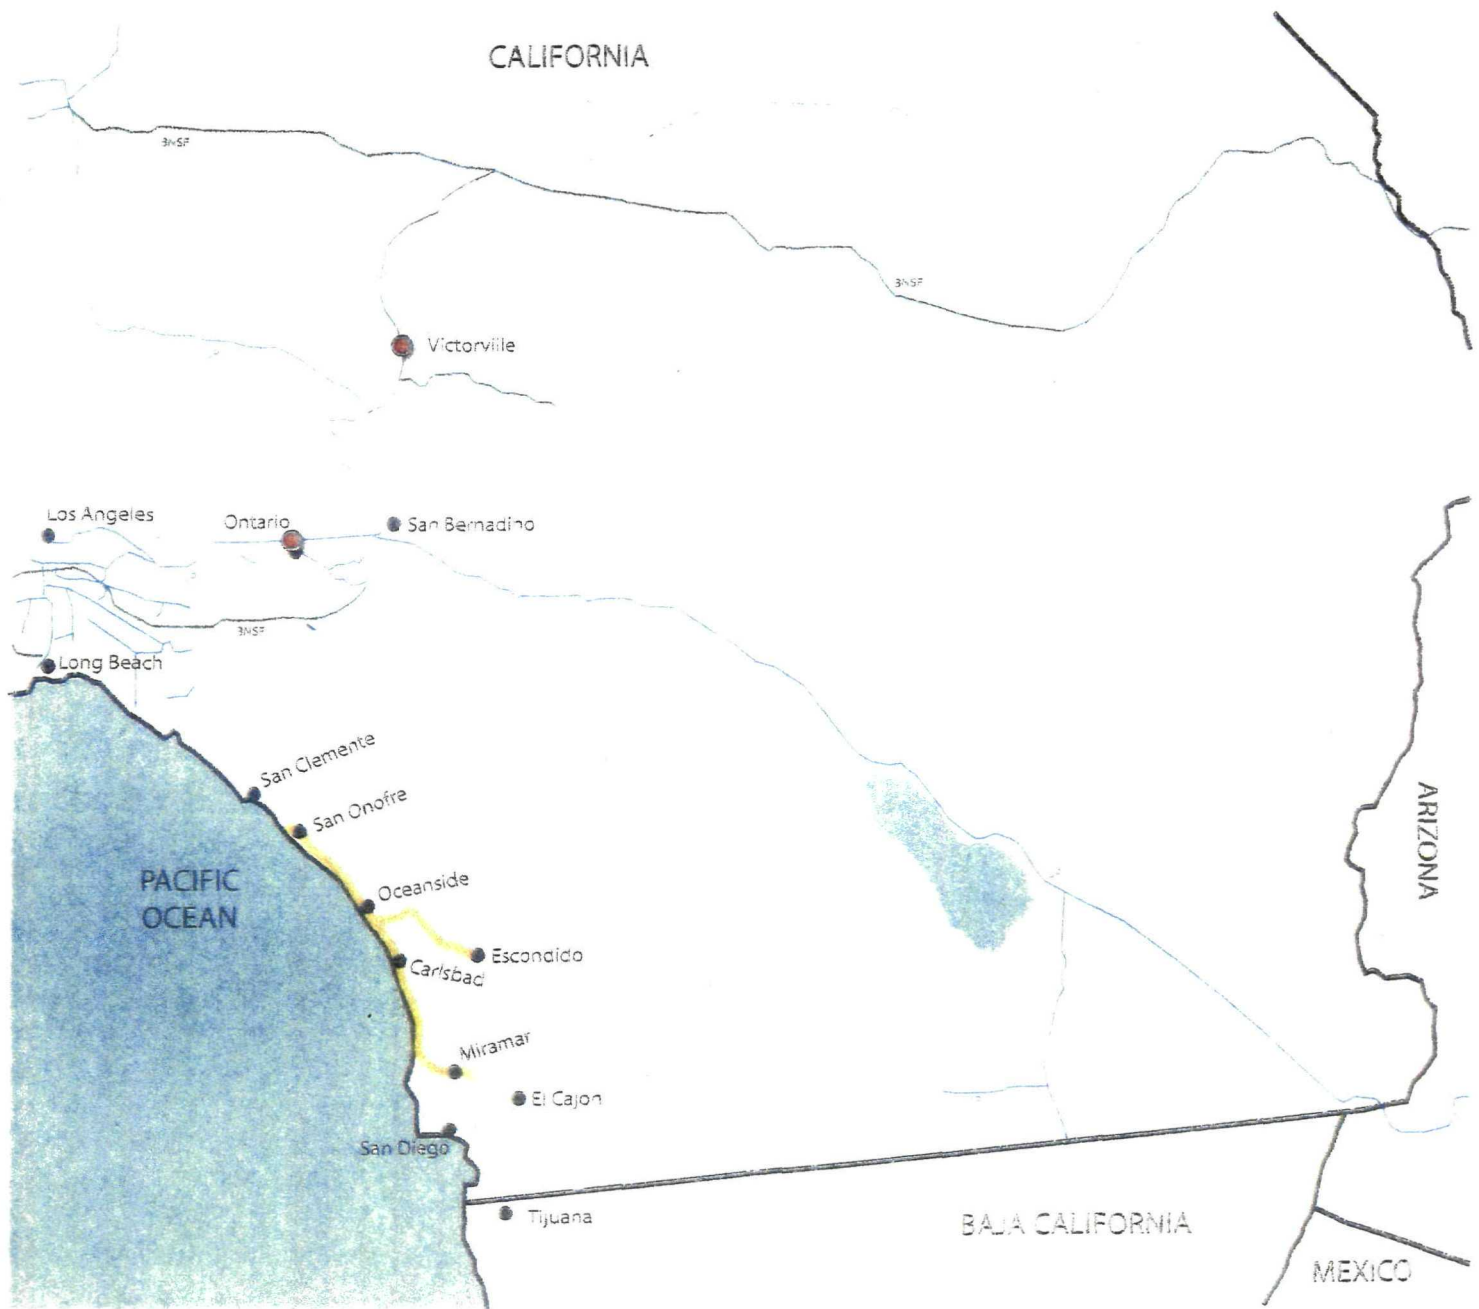 CALIFORNIA
BNSF
BNSF
Victorville
Los Angeles
Ontario
San Bernadino
BNSF
Long Beach
San Clemente
San Onofre
ARIZONA
PACIFIC
OCEAN
Oceanside
Escondido
Carlsbad
Miramar
El Cajon
San Diego
Tijuana
BAJA CALIFORNIA
MEXICO